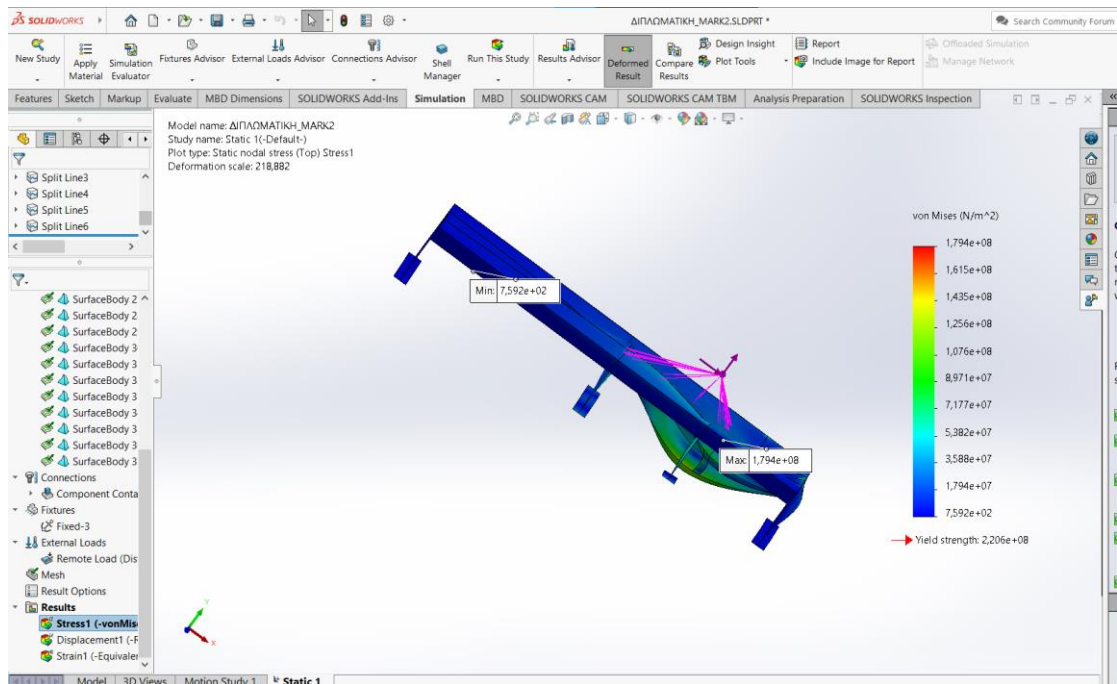 SOLIDWORKS
ΔΙΠΛΩΜΑΤΙΚΗ_MARK2.SLDPRT *
Search Community Forum
New Study
Apply Material
Simulation Evaluator
Fixtures Advisor
External Loads Advisor
Connections Advisor
Shell Manager
Run This Study
Results Advisor
Deformed Result
Compare Results
Design Insight
Plot Tools
Report
Include Image for Report
Offloaded Simulation
Manage Network
Features
Sketch
Markup
Evaluate
MBD Dimensions
SOLIDWORKS Add-Ins
Simulation
MBD
SOLIDWORKS CAM
SOLIDWORKS CAM TBM
Analysis Preparation
SOLIDWORKS Inspection
Split Line3
Split Line4
Split Line5
Split Line6
SurfaceBody 2
SurfaceBody 2
SurfaceBody 2
SurfaceBody 3
SurfaceBody 3
SurfaceBody 3
SurfaceBody 3
SurfaceBody 3
SurfaceBody 3
SurfaceBody 3
SurfaceBody 3
Connections
Component Conta
Fixtures
Fixed-3
External Loads
Remote Load (Dis
Mesh
Result Options
Results
Stress1 (-vonMis
Displacement1 (-R
Strain1 (-Equivaler
Model name: ΔΙΠΛΩΜΑΤΙΚΗ_MARK2
Study name: Static 1(-Default-)
Plot type: Static nodal stress (Top) Stress1
Deformation scale: 218,882
Min: 7,592e+02
Max: 1,794e+08
von Mises (N/m^2)
1,794e+08
1,615e+08
1,435e+08
1,256e+08
1,076e+08
8,971e+07
7,177e+07
5,382e+07
3,588e+07
1,794e+07
7,592e+02
Yield strength: 2,206e+08
Y
X
Model
3D Views
Motion Study 1
Static 1